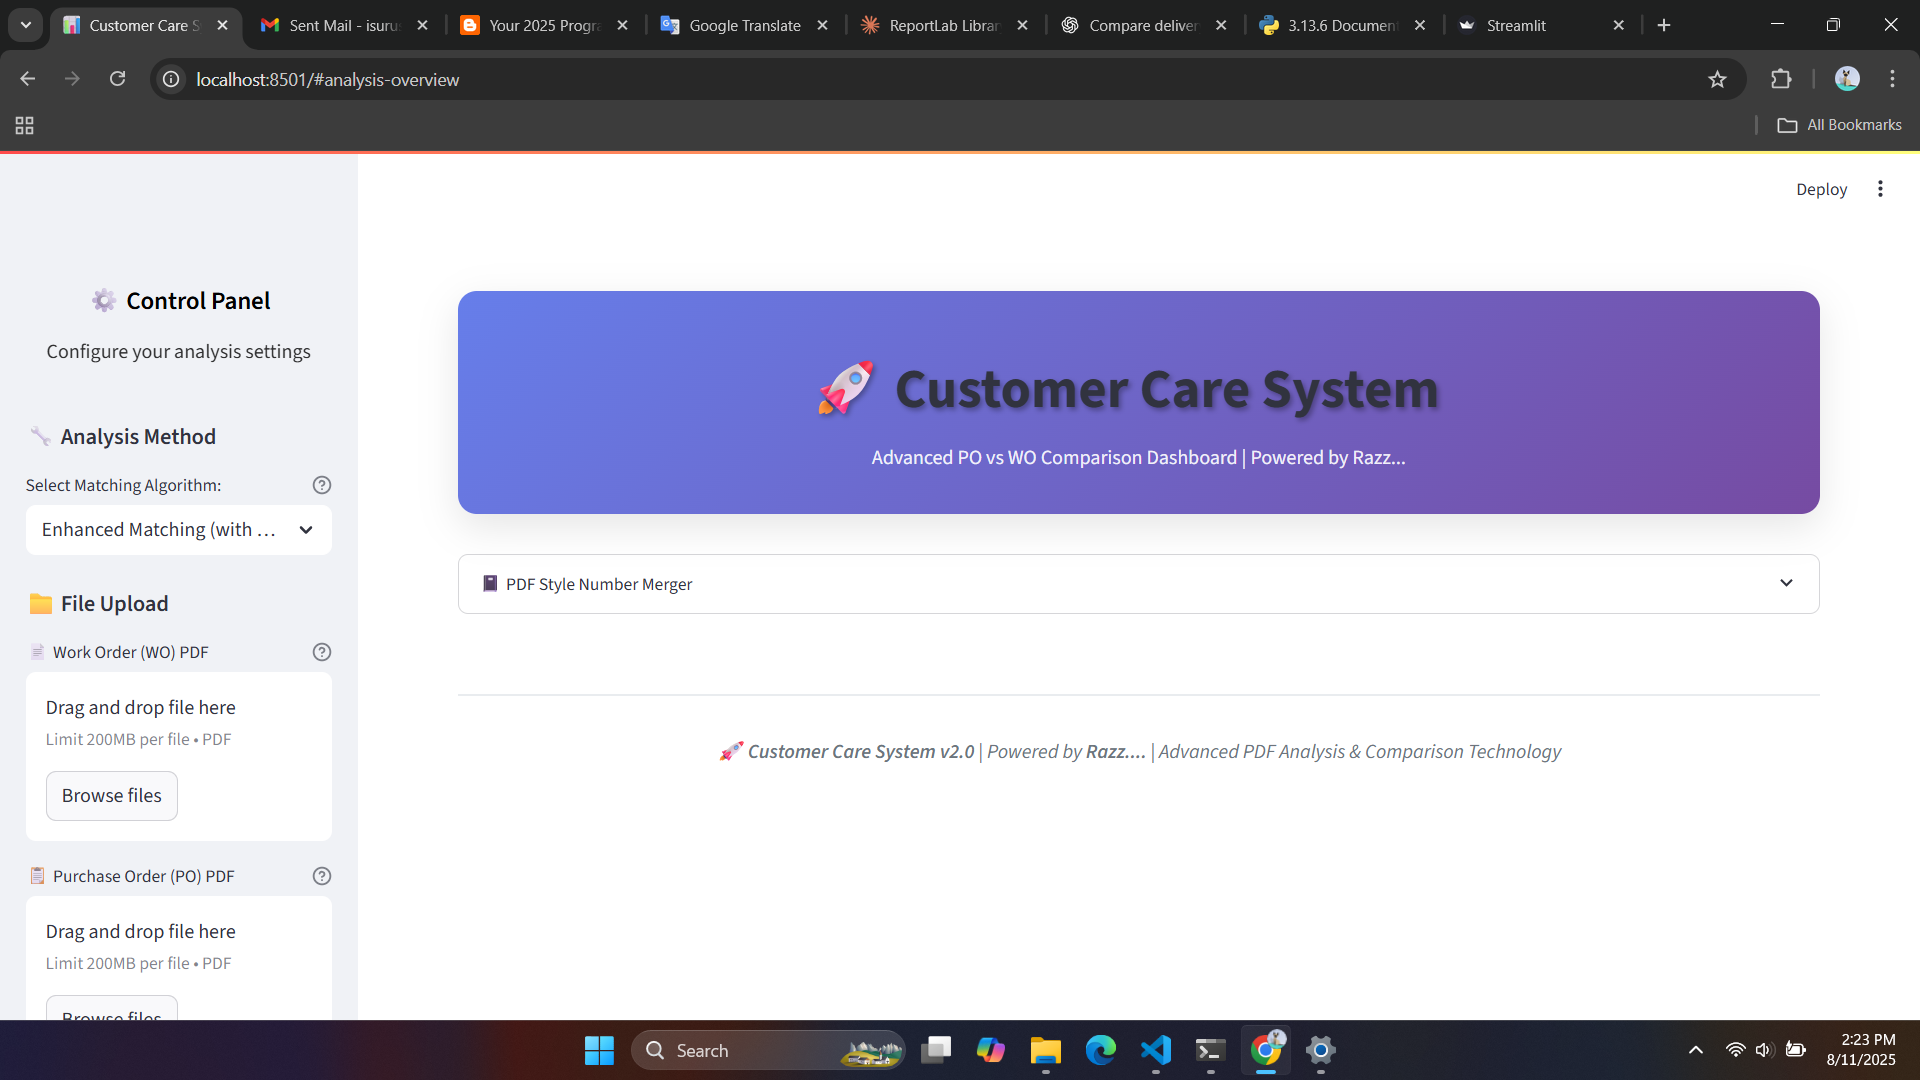 Customer Care S
Sent Mail - isuru
Your 2025 Progra
Google Translate
ReportLab Librar
Compare deliver
3.13.6 Document
Streamlit
localhost:8501/#analysis-overview
All Bookmarks
Deploy
Control Panel
Configure your analysis settings
Analysis Method
Select Matching Algorithm:
Enhanced Matching (with ...
File Upload
Work Order (WO) PDF
Drag and drop file here
Limit 200MB per file • PDF
Browse files
Purchase Order (PO) PDF
Drag and drop file here
Limit 200MB per file • PDF
Browse files
Customer Care System
Advanced PO vs WO Comparison Dashboard | Powered by Razz...
PDF Style Number Merger
Customer Care System v2.0 | Powered by Razz.... | Advanced PDF Analysis & Comparison Technology
Search
2:23 PM
8/11/2025